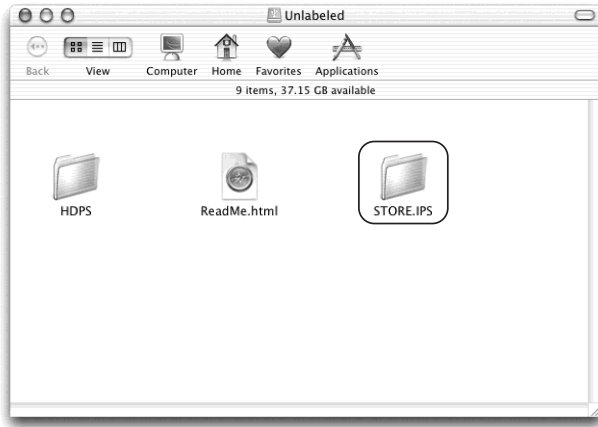 Unlabeled
Back View Computer Home Favorites Applications
9 items, 37.15 GB available
HDPS ReadMe.html STORE.IPS